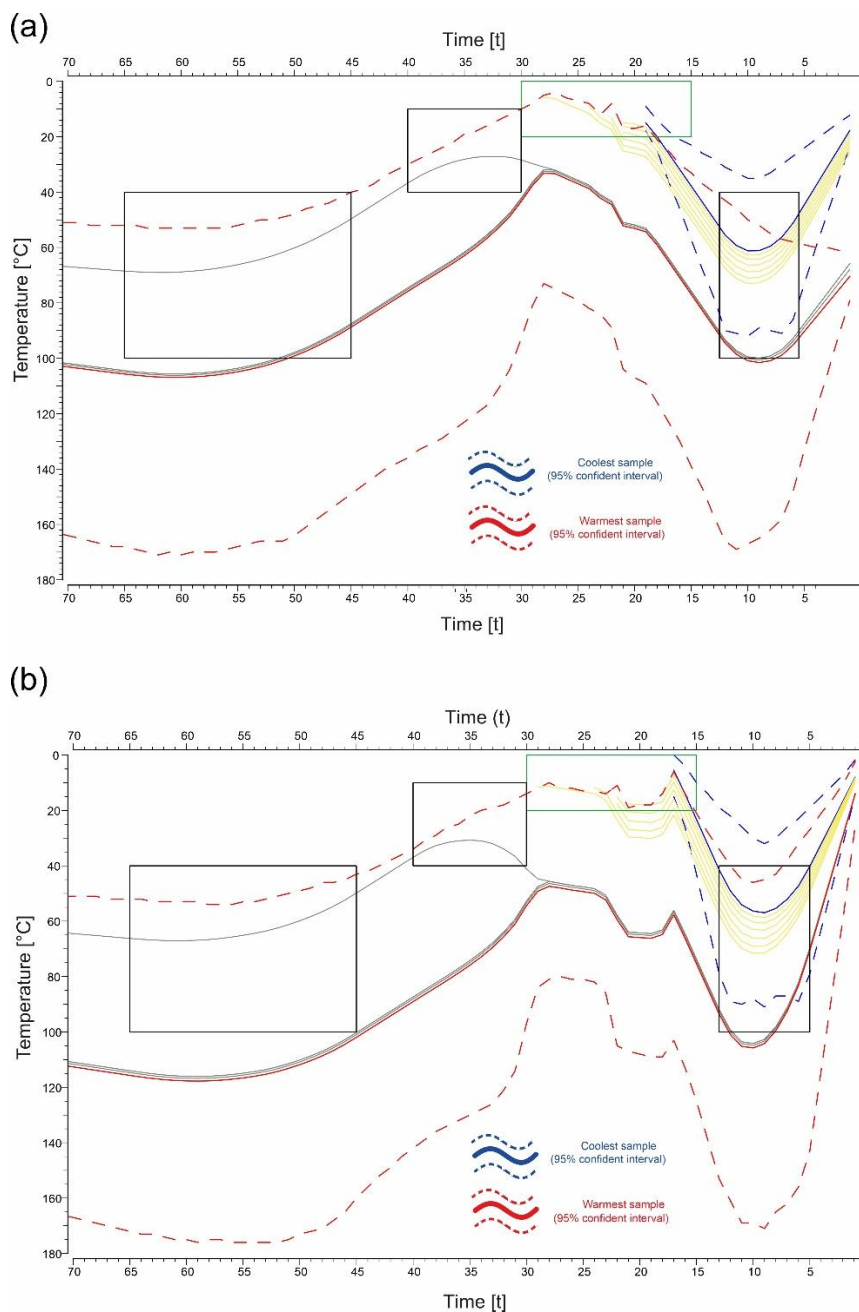 (a)
Time [t]
70 65 60 55 50 45 40 35 30 25 20 15 10 5
0
20
40
60
80
100
120
140
160
180
Temperature [°C]
Coolest sample
(95% confident interval)
Warmest sample
(95% confident interval)
70 65 60 55 50 45 40 35 30 25 20 15 10 5
Time [t]
(b)
Time (t)
70 65 60 55 50 45 40 35 30 25 20 15 10 5
0
20
40
60
80
100
120
140
160
180
Temperature [°C]
Coolest sample
(95% confident interval)
Warmest sample
(95% confident interval)
70 65 60 55 50 45 40 35 30 25 20 15 10 5
Time [t]